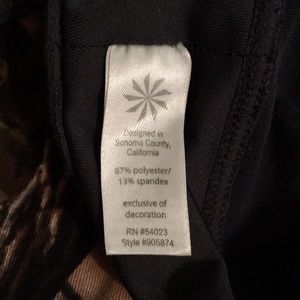 Designed in
Sonoma County,
California
87% polyester/
13% spandex
exclusive of
decoration
RN #54023
Style #905874